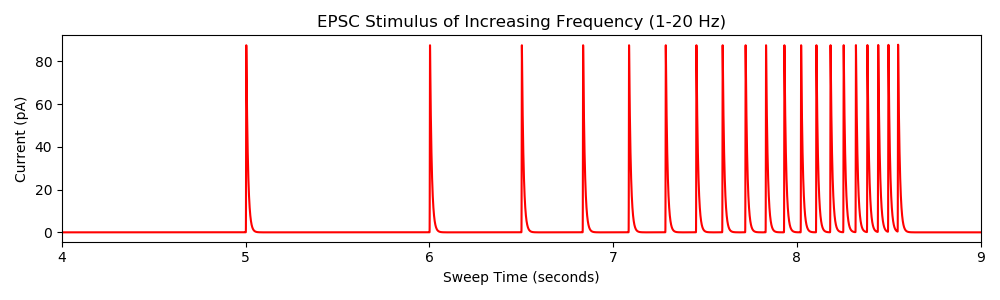 EPSC Stimulus of Increasing Frequency (1-20 Hz)
Current (pA)
80
60
40
20
0
4 5 6 7 8 9
Sweep Time (seconds)